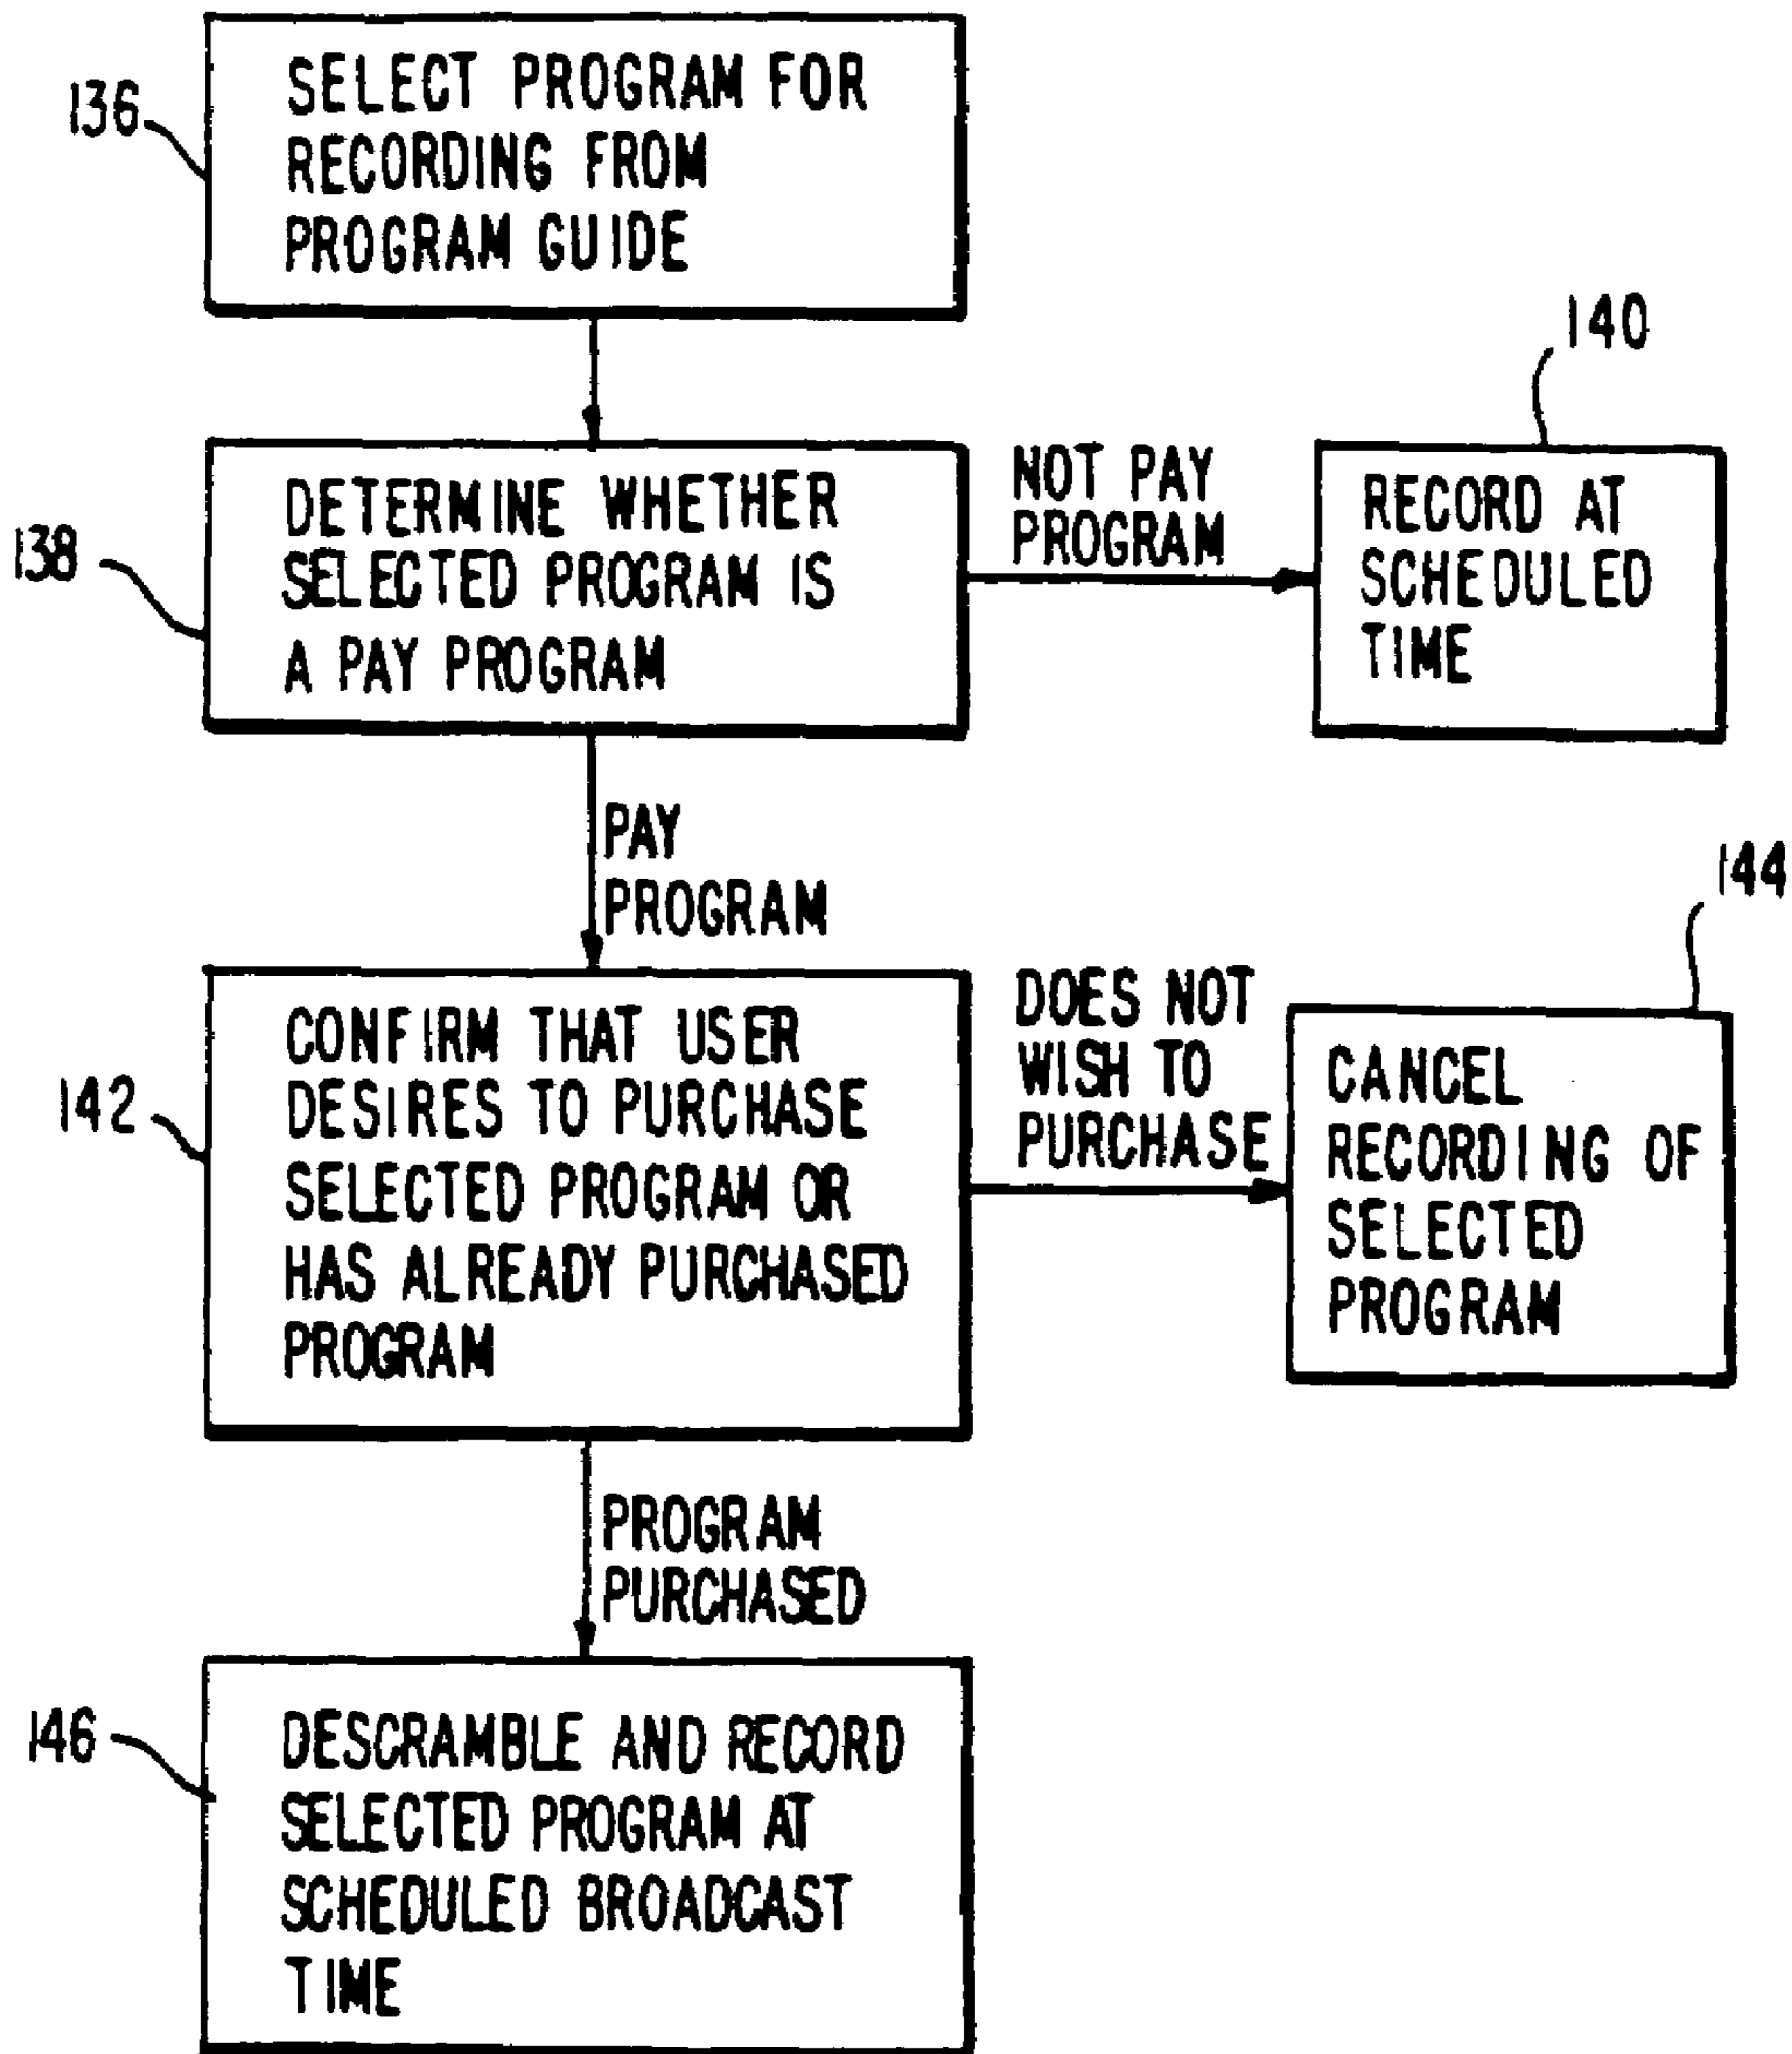 136
SELECT PROGRAM FOR
RECORDING FROM
PROGRAM GUIDE
138
DETERMINE WHETHER
SELECTED PROGRAM IS
A PAY PROGRAM
NOT PAY
PROGRAM
140
RECORD AT
SCHEDULED
TIME
PAY
PROGRAM
142
CONFIRM THAT USER
DESIRES TO PURCHASE
SELECTED PROGRAM OR
HAS ALREADY PURCHASED
PROGRAM
DOES NOT
WISH TO
PURCHASE
144
CANCEL
RECORDING OF
SELECTED
PROGRAM
PROGRAM
PURCHASED
146
DESCRAMBLE AND RECORD
SELECTED PROGRAM AT
SCHEDULED BROADCAST
TIME